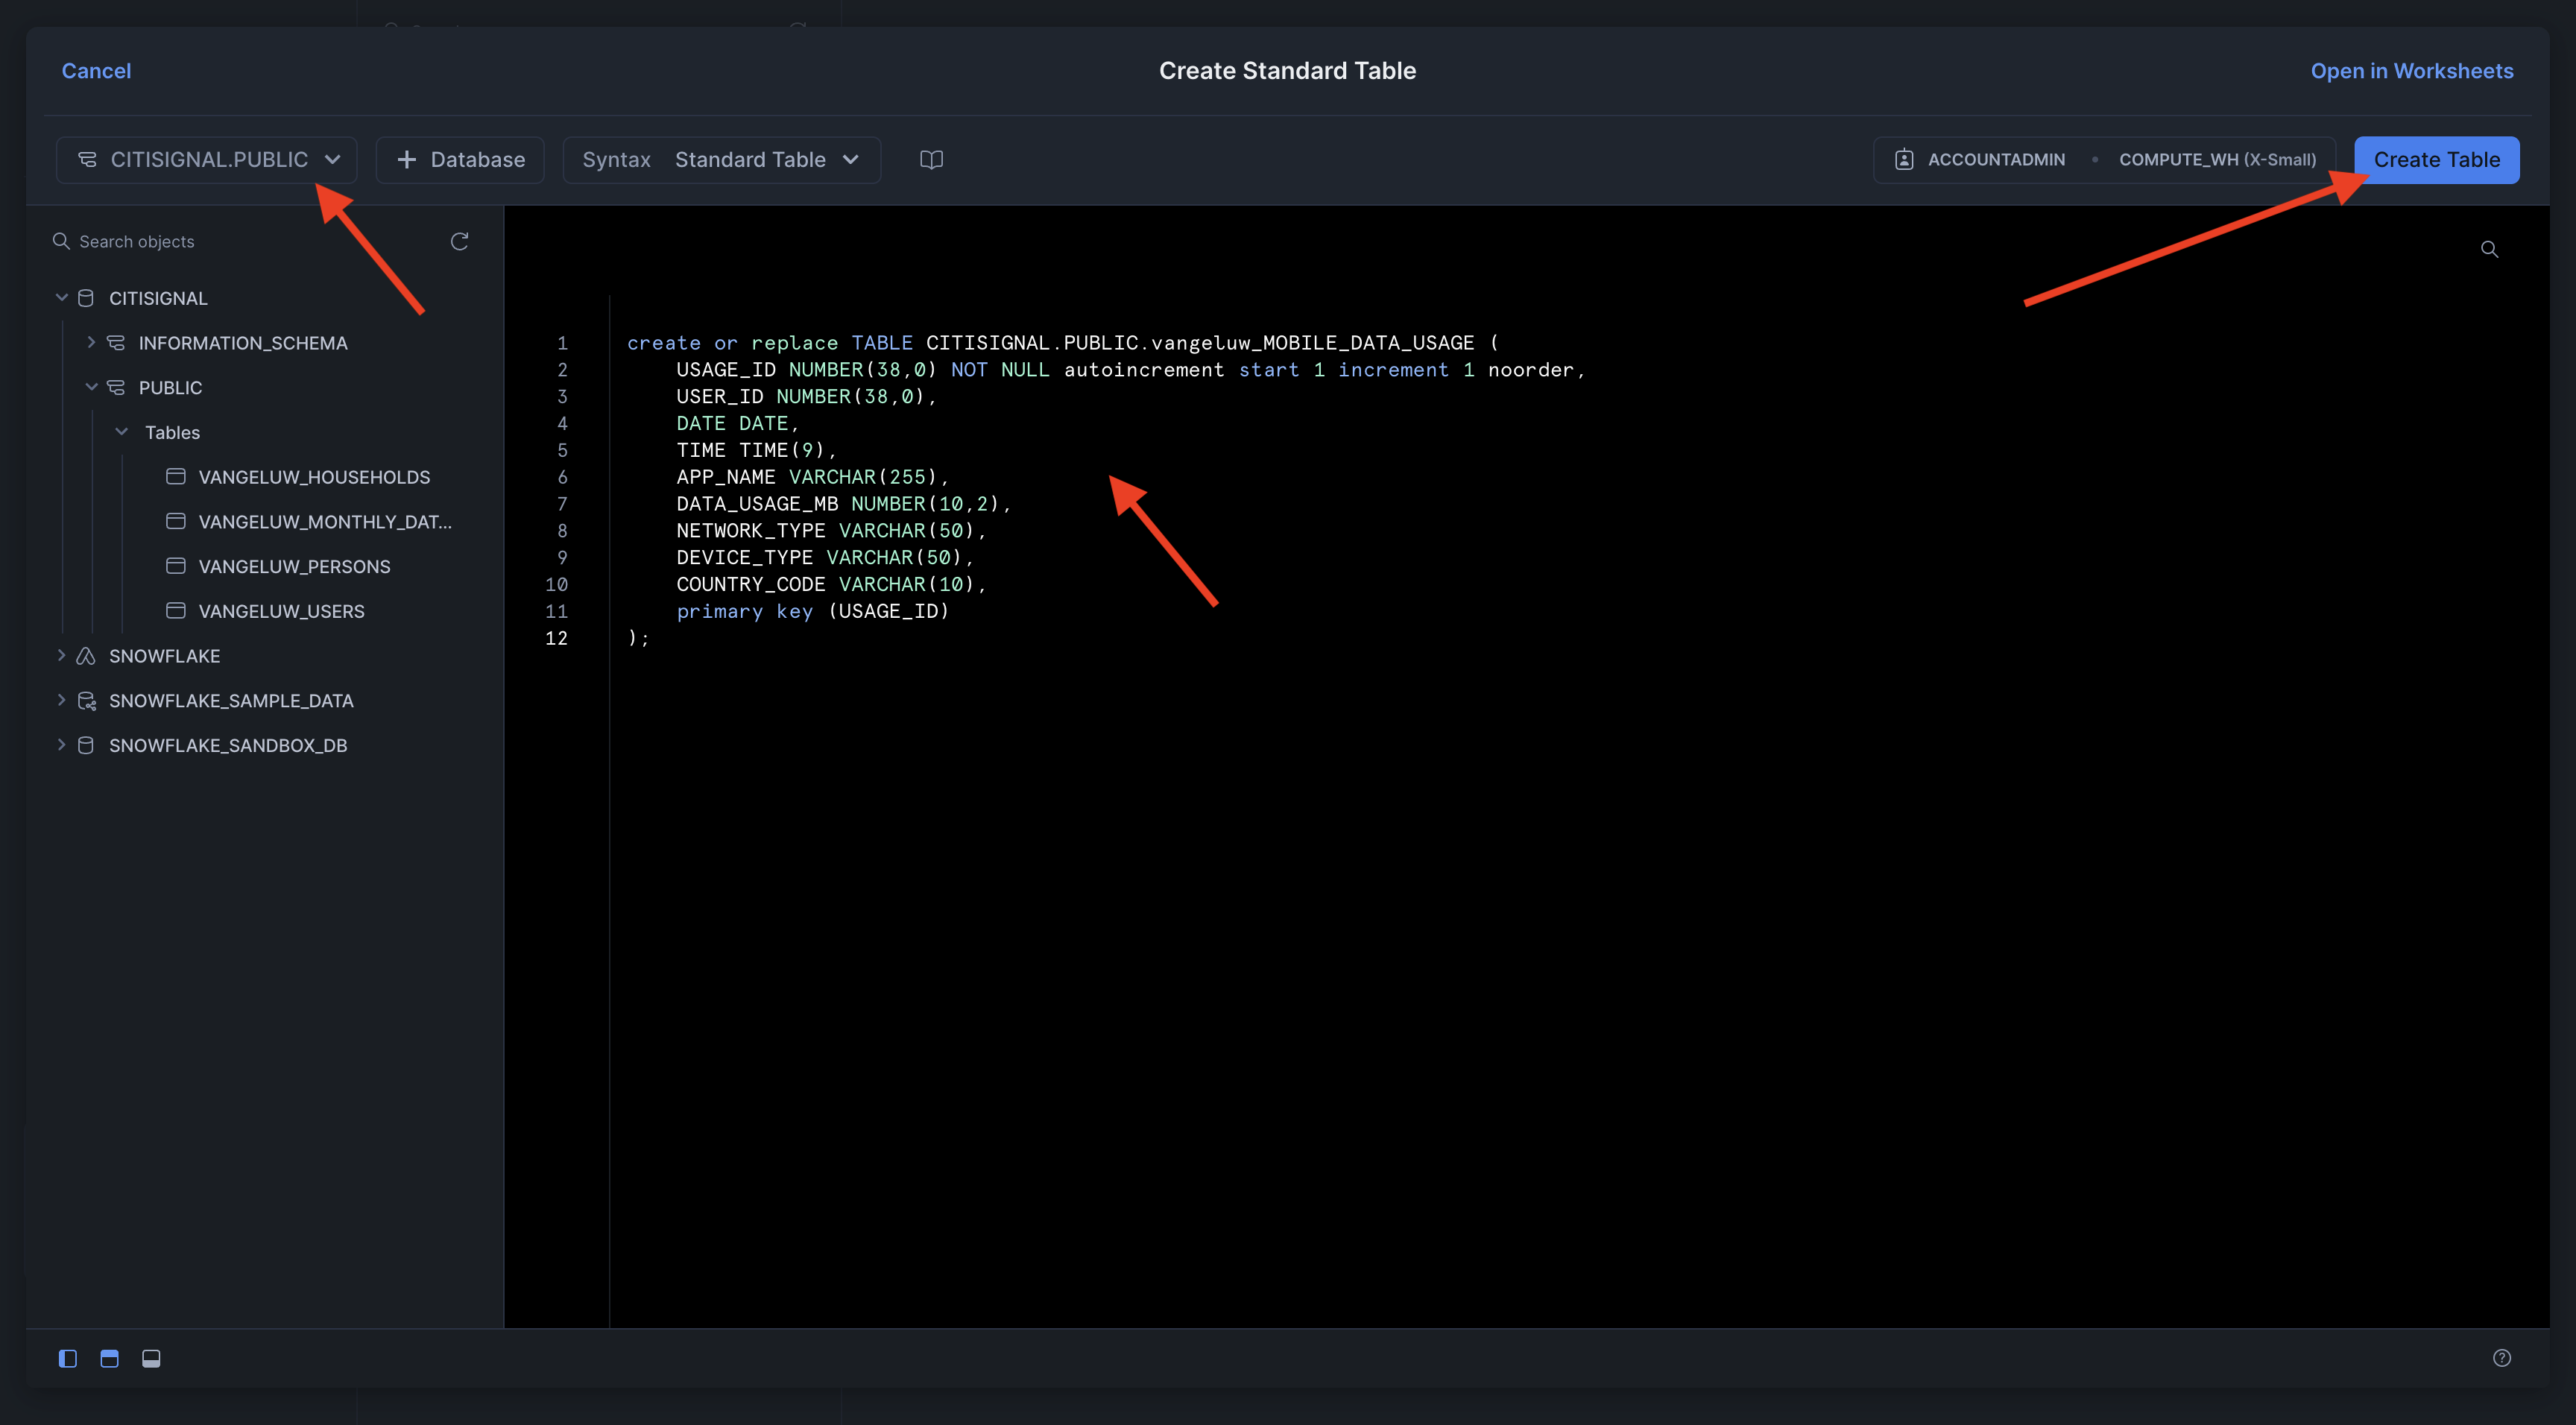 Cancel
Create Standard Table
Open in Worksheets
CITISIGNAL.PUBLIC
Database
Syntax Standard Table
ACCOUNTADMIN • COMPUTE_WH (X-Small)
Create Table
Search objects
CITISIGNAL
INFORMATION_SCHEMA
PUBLIC
Tables
VANGELUW_HOUSEHOLDS
VANGELUW_MONTHLY_DAT...
VANGELUW_PERSONS
VANGELUW_USERS
SNOWFLAKE
SNOWFLAKE_SAMPLE_DATA
SNOWFLAKE_SANDBOX_DB
1 create or replace TABLE CITISIGNAL.PUBLIC.vangeluw_MOBILE_DATA_USAGE (
2 USAGE_ID NUMBER(38,0) NOT NULL autoincrement start 1 increment 1 noorder,
3 USER_ID NUMBER(38,0),
4 DATE DATE,
5 TIME TIME(9),
6 APP_NAME VARCHAR(255),
7 DATA_USAGE_MB NUMBER(10,2),
8 NETWORK_TYPE VARCHAR(50),
9 DEVICE_TYPE VARCHAR(50),
10 COUNTRY_CODE VARCHAR(10),
11 primary key (USAGE_ID)
12 );